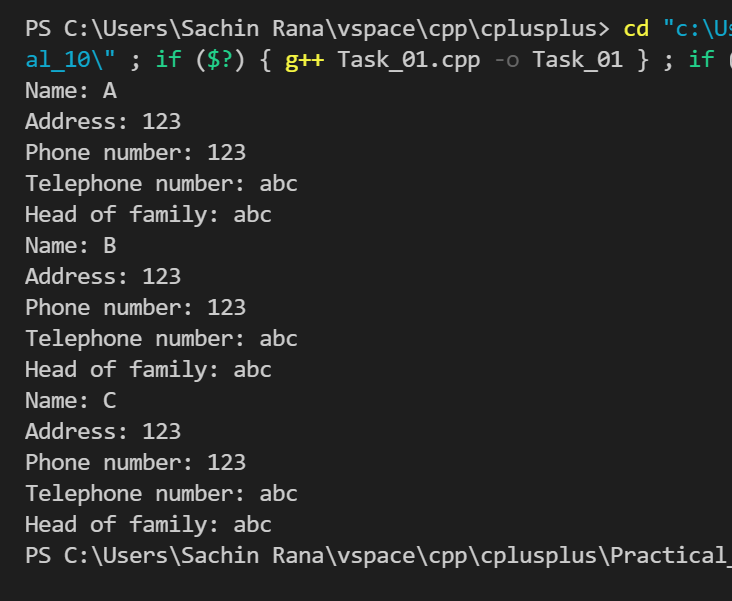 PS C:\Users\Sachin Rana\vspace\cpp\cplusplus> cd "c:\Us
al_10\" ; if ($?) { g++ Task_01.cpp -o Task_01 } ; if (
Name: A
Address: 123
Phone number: 123
Telephone number: abc
Head of family: abc
Name: B
Address: 123
Phone number: 123
Telephone number: abc
Head of family: abc
Name: C
Address: 123
Phone number: 123
Telephone number: abc
Head of family: abc
PS C:\Users\Sachin Rana\vspace\cpp\cplusplus\Practical_